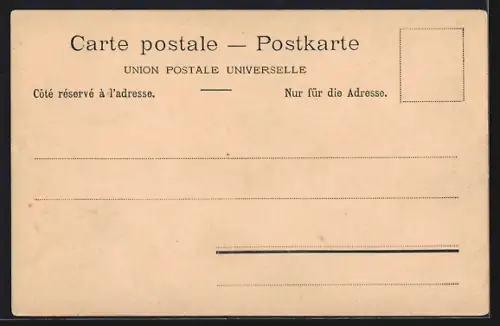 Carte postale — Postkarte
UNION POSTALE UNIVERSELLE
Côté réservé à l'adresse. Nur für die Adresse.